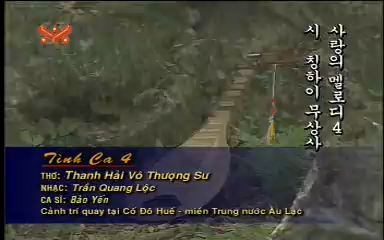 사랑의 멜로디 4
시 칭하이 무상사
Tình Ca 4
THƠ: Thanh Hải Vô Thượng Sư
NHẠC: Trần Quang Lộc
CA SĨ: Bảo Yến
Cảnh trí quay tại Cố Đô Huế - miền Trung nước Âu Lạc